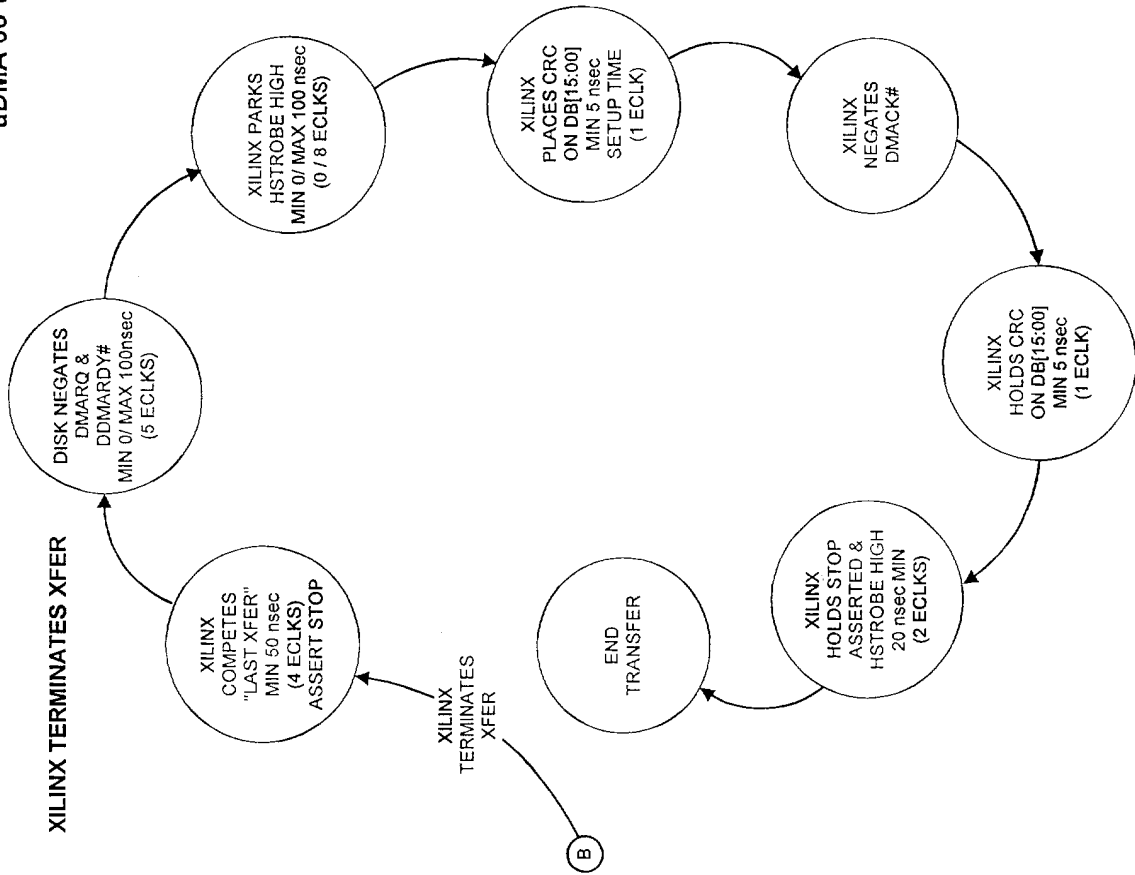 XILINX TERMINATES XFER
B
XILINX
TERMINATES
XFER
XILINX
COMPETES
"LAST XFER"
MIN 50 nsec
(4 ECLKS)
ASSERT STOP
DISK NEGATES
DMARQ &
DDMARDY#
MIN 0/ MAX 100nsec
(5 ECLKS)
XILINX PARKS
HSTROBE HIGH
MIN 0/ MAX 100 nsec
(0 / 8 ECLKS)
XILINX
PLACES CRC
ON DB[15:00]
MIN 5 nsec
SETUP TIME
(1 ECLK)
XILINX
NEGATES
DMACK#
XILINX
HOLDS CRC
ON DB[15:00]
MIN 5 nsec
(1 ECLK)
XILINX
HOLDS STOP
ASSERTED &
HSTROBE HIGH
20 nsec MIN
(2 ECLKS)
END
TRANSFER